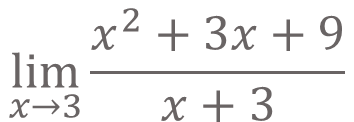 lim x→3 (x² + 3x + 9)/(x + 3)